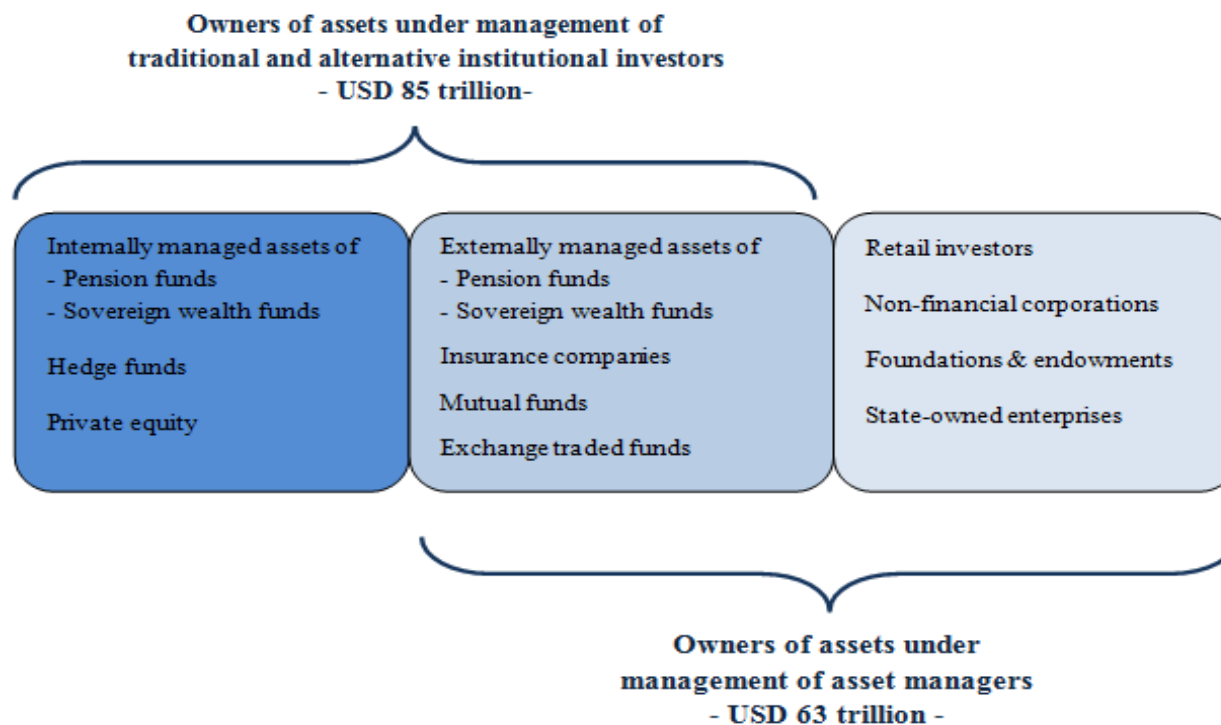 Owners of assets under management of
traditional and alternative institutional investors
- USD 85 trillion-
Internally managed assets of
- Pension funds
- Sovereign wealth funds
Hedge funds
Private equity
Externally managed assets of
- Pension funds
- Sovereign wealth funds
Insurance companies
Mutual funds
Exchange traded funds
Retail investors
Non-financial corporations
Foundations & endowments
State-owned enterprises
Owners of assets under
management of asset managers
- USD 63 trillion -